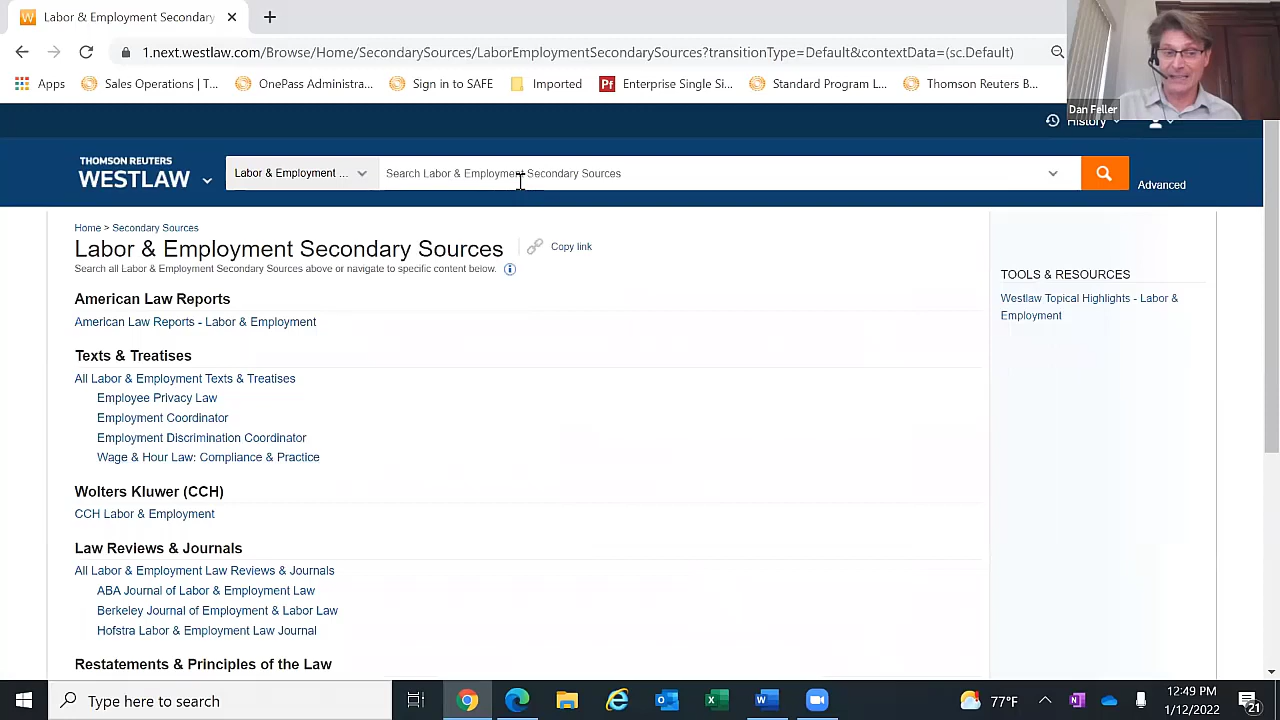 Labor & Employment Secondary
1.next.westlaw.com/Browse/Home/SecondarySources/LaborEmploymentSecondarySources?transitionType=Default&contextData=(sc.Default)
Apps
Sales Operations | T...
OnePass Administra...
Sign in to SATE
Imported
Pf
Enterprise Single Si...
Standard Program L...
Thomson Reuters B...
Dan Feller
History
THOMSON REUTERS
WESTLAW
Labor & Employment ...
Search Labor & Employment Secondary Sources
Advanced
Home > Secondary Sources
Labor & Employment Secondary Sources
Copy link
Search all Labor & Employment Secondary Sources above or navigate to specific content below.
American Law Reports
American Law Reports - Labor & Employment
Texts & Treatises
All Labor & Employment Texts & Treatises
Employee Privacy Law
Employment Coordinator
Employment Discrimination Coordinator
Wage & Hour Law: Compliance & Practice
Wolters Kluwer (CCH)
CCH Labor & Employment
Law Reviews & Journals
All Labor & Employment Law Reviews & Journals
ABA Journal of Labor & Employment Law
Berkeley Journal of Employment & Labor Law
Hofstra Labor & Employment Law Journal
Restatements & Principles of the Law
TOOLS & RESOURCES
Westlaw Topical Highlights - Labor &
Employment
Type here to search
77°F
12:49 PM
1/12/2022
21